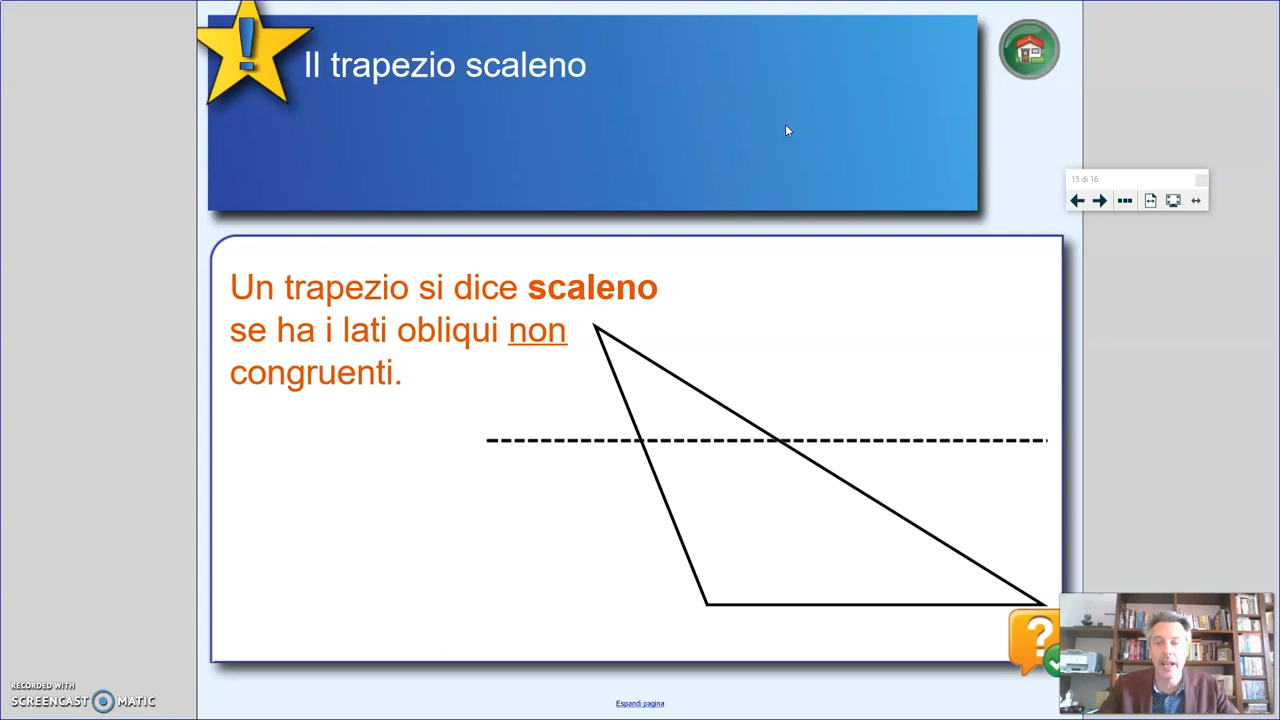 Il trapezio scaleno
15 di 16
Un trapezio si dice scaleno
se ha i lati obliqui non
congruenti.
RECORDED WITH
SCREENCAST MATIC
Espandi pagina